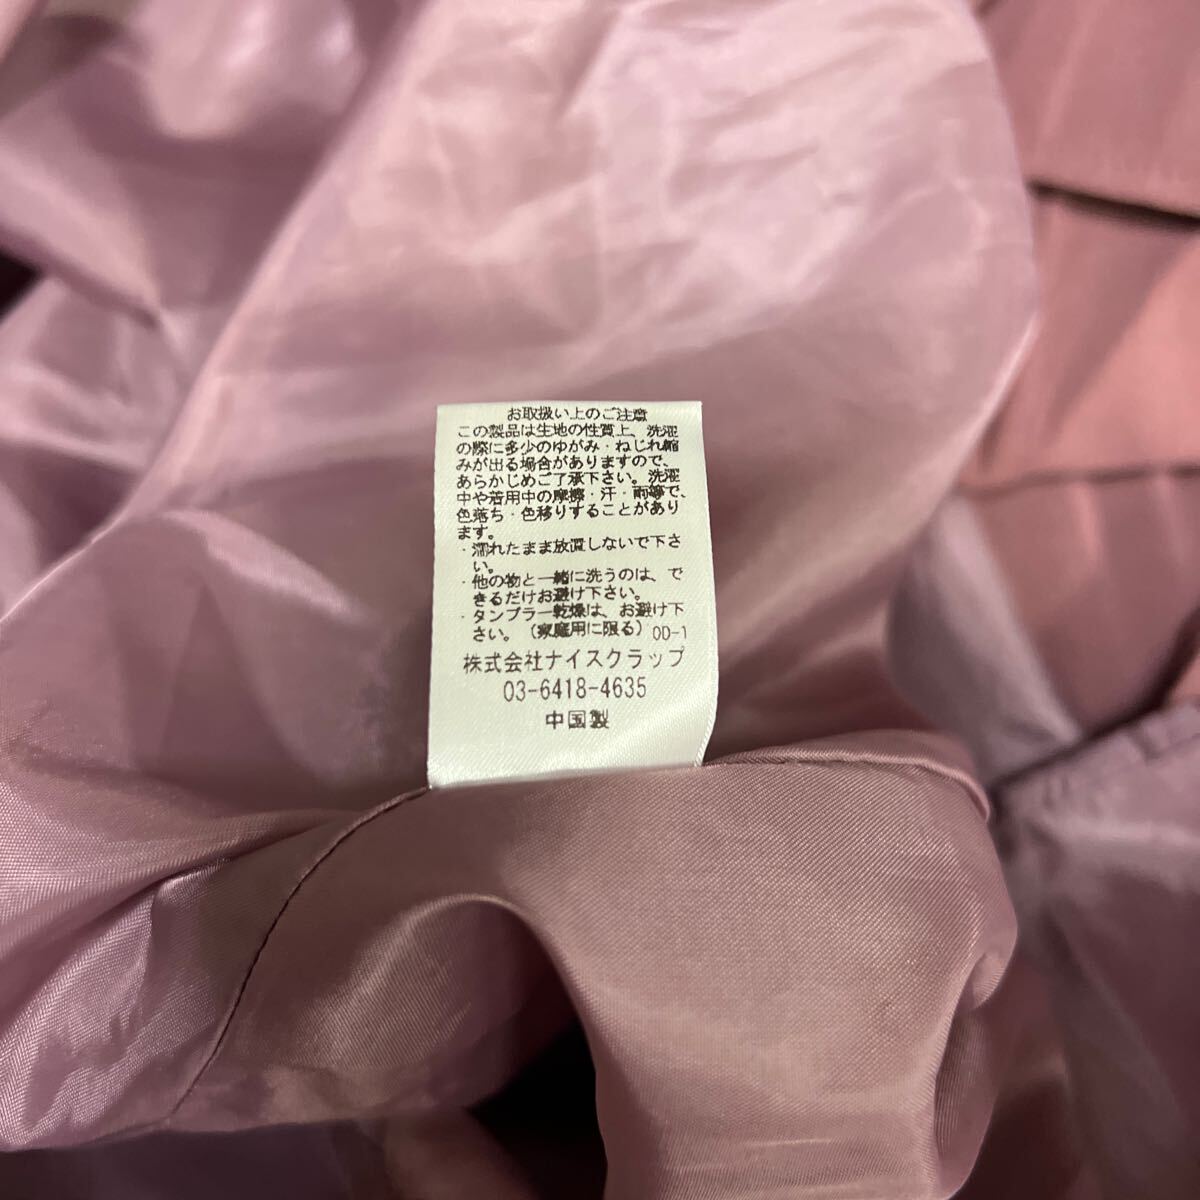 お取扱い上のご注意
この製品は生地の性質上、洗濯
の際に多少のゆがみ・ねじれ縮
みが出る場合がありますので、
あらかじめご了承下さい。洗濯
中や着用中の摩擦・汗・雨等で、
色落ち・色移りすることがあり
ます。
・濡れたまま放置しないで下さ
い。
・他の物と一緒に洗うのは、で
きるだけお避け下さい。
・タンブラー乾燥は、お避け下
さい。（家庭用に限る）OD-1
株式会社ナイスクラップ
03-6418-4635
中国製